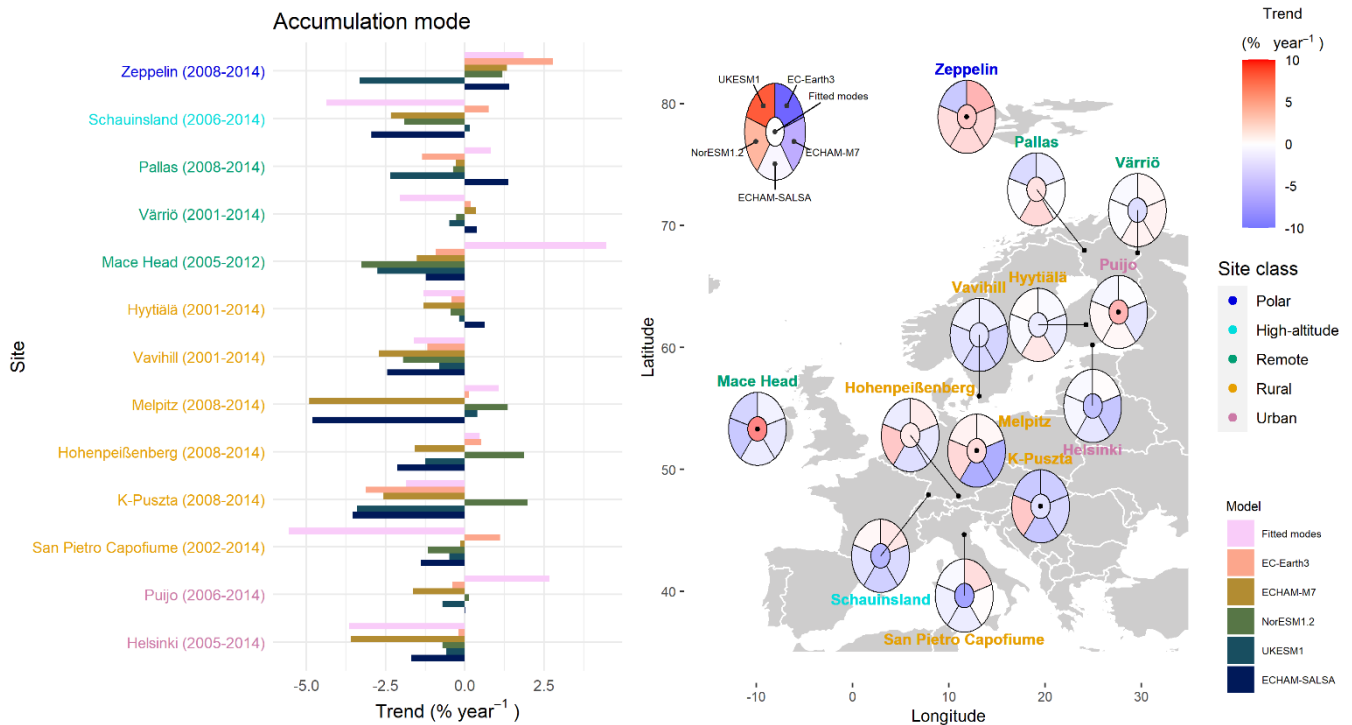 Accumulation mode
Site
Zeppelin (2008-2014)
Schauinsland (2006-2014)
Pallas (2008-2014)
Värriö (2001-2014)
Mace Head (2005-2012)
Hyytiälä (2001-2014)
Vavihill (2001-2014)
Melpitz (2008-2014)
Hohenpeißenberg (2008-2014)
K-Puszta (2008-2014)
San Pietro Capofiume (2002-2014)
Puijo (2006-2014)
Helsinki (2005-2014)
-5.0 -2.5 0.0 2.5
Trend (% year⁻¹ )
Latitude
80
70
60
50
40
-10 0 10 20 30
Longitude
UKESM1
EC-Earth3
Fitted modes
NorESM1.2
ECHAM-M7
ECHAM-SALSA
Zeppelin
Pallas
Värriö
Puijo
Hyytiälä
Vavihill
Mace Head
Hohenpeißenberg
Melpitz
Helsinki
K-Puszta
Schauinsland
San Pietro Capofiume
Trend
(% year⁻¹ )
10
5
0
-5
-10
Site class
Polar
High-altitude
Remote
Rural
Urban
Model
Fitted modes
EC-Earth3
ECHAM-M7
NorESM1.2
UKESM1
ECHAM-SALSA